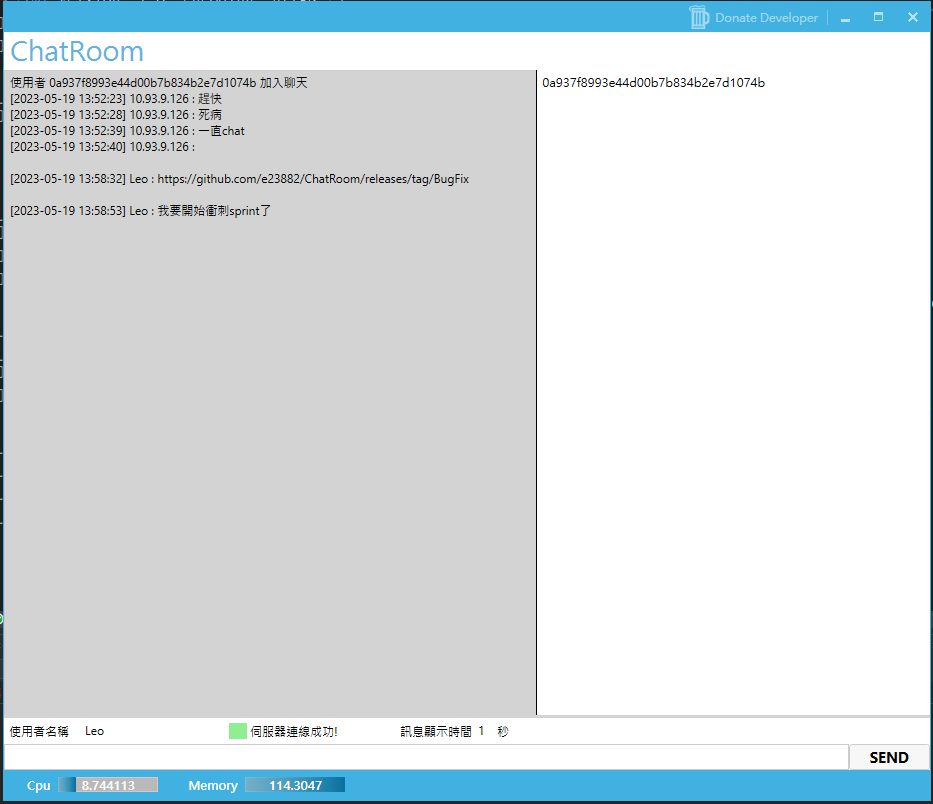 Donate Developer
ChatRoom
使用者 0a937f8993e44d00b7b834b2e7d1074b 加入聊天
[2023-05-19 13:52:23] 10.93.9.126 : 趕快
[2023-05-19 13:52:28] 10.93.9.126 : 死病
[2023-05-19 13:52:39] 10.93.9.126 : 一直chat
[2023-05-19 13:52:40] 10.93.9.126 :
[2023-05-19 13:58:32] Leo : https://github.com/e23882/ChatRoom/releases/tag/BugFix
[2023-05-19 13:58:53] Leo : 我要開始衝刺sprint了
0a937f8993e44d00b7b834b2e7d1074b
使用者名稱 Leo 伺服器連線成功! 訊息顯示時間 1 秒
SEND
Cpu 8.744113 Memory 114.3047